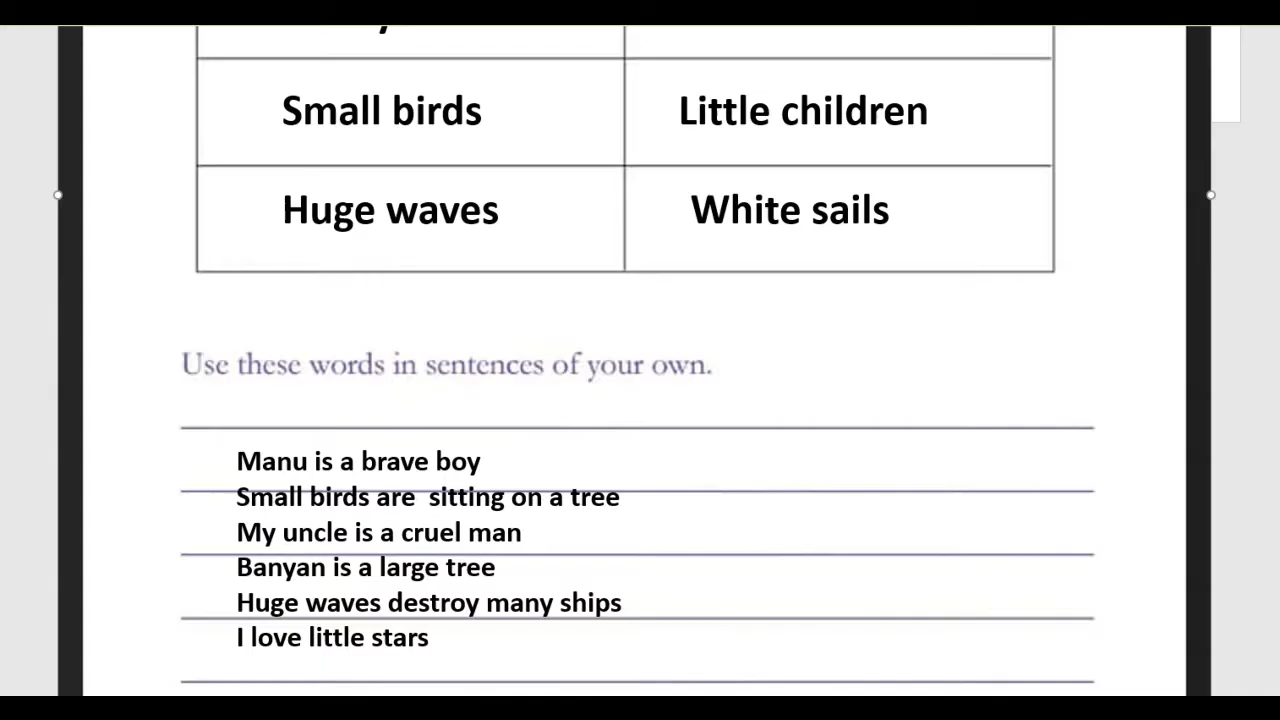 Small birds Little children
Huge waves White sails
Use these words in sentences of your own.
Manu is a brave boy
Small birds are  sitting on a tree
My uncle is a cruel man
Banyan is a large tree
Huge waves destroy many ships
I love little stars